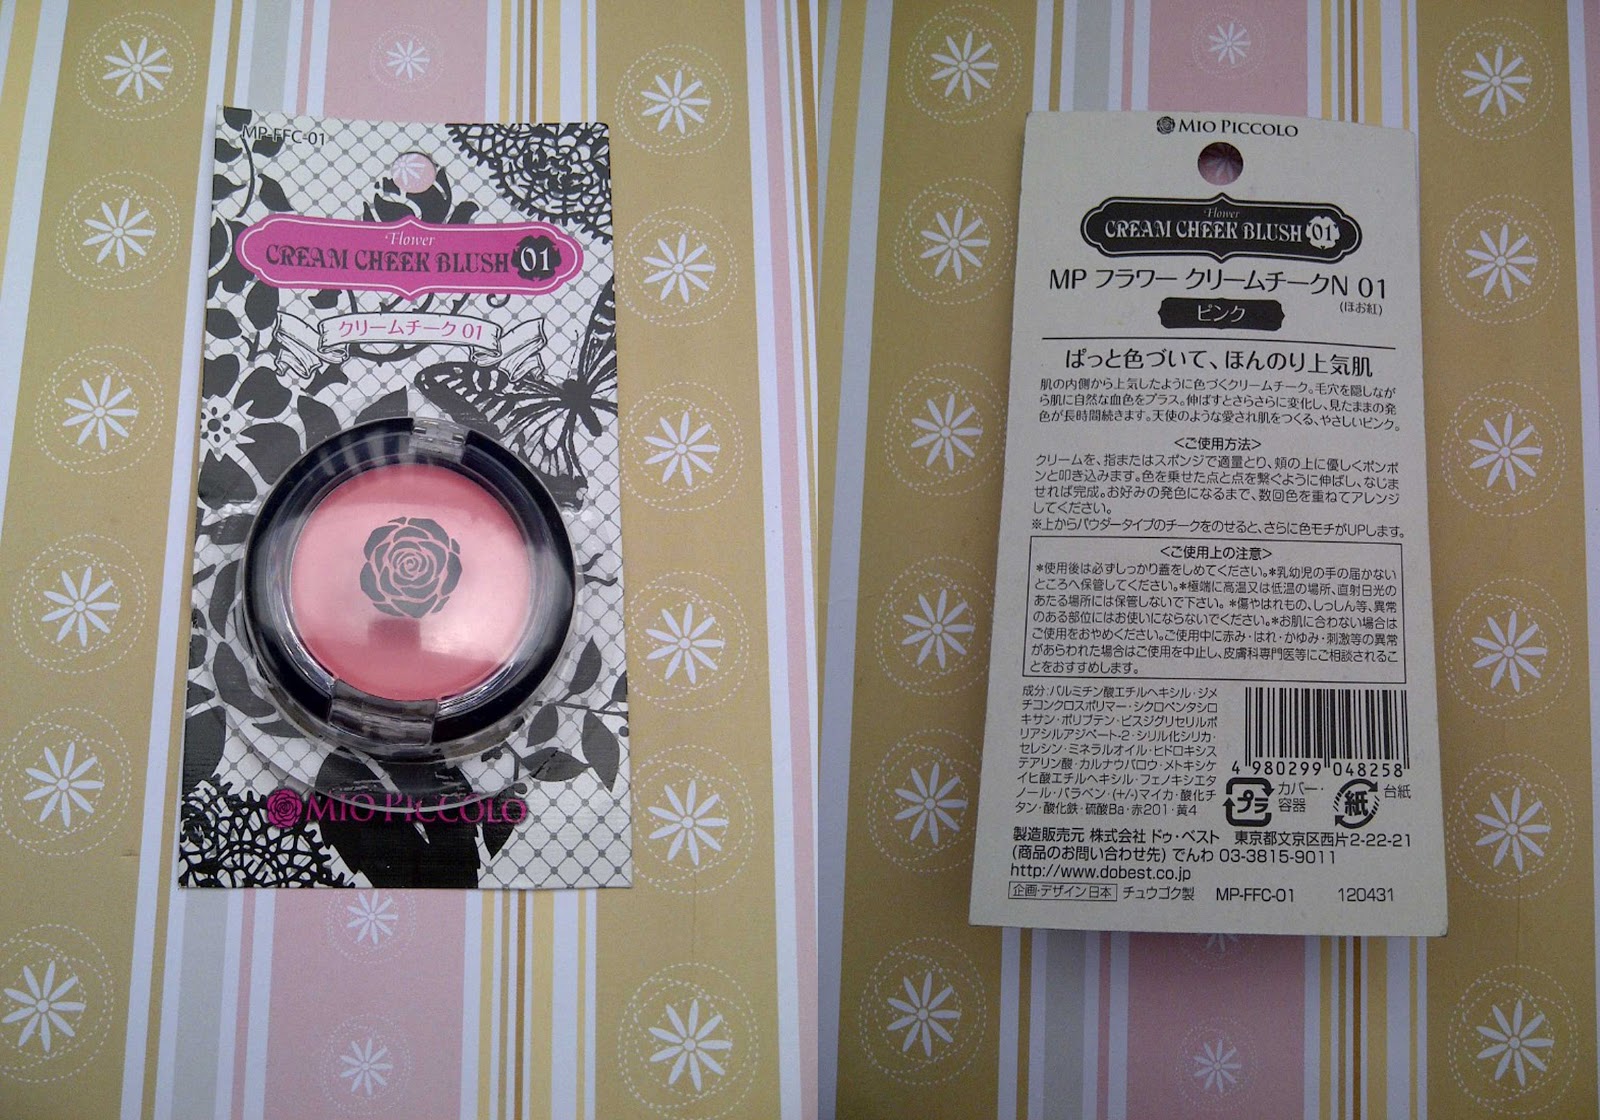 MP-FFC-01
Flower
CREAM CHEEK BLUSH 01
クリームチーク 01
MIO PICCOLO
MIO PICCOLO
Flower
CREAM CHEEK BLUSH 01
MP フラワー クリームチークN 01
(ほお紅)
ピンク
ぱっと色づいて、ほんのり上気肌
肌の内側から上気したように色づくクリームチーク。毛穴を隠しなが
ら肌に自然な血色をプラス。伸ばすとさらさらに変化し、見たままの発
色が長時間続きます。天使のような愛され肌をつくる、やさしいピンク。
<ご使用方法>
クリームを、指またはスポンジで適量とり、頬の上に優しくポンポ
ンと叩き込みます。色を乗せた点と点を繋ぐように伸ばし、なじま
せれば完成。お好みの発色になるまで、数回色を重ねてアレンジ
してください。
※上からパウダータイプのチークをのせると、さらに色モチがUPします。
<ご使用上の注意>
*使用後は必ずしっかり蓋をしめてください。*乳幼児の手の届かない
ところへ保管してください。*極端に高温又は低温の場所、直射日光の
あたる場所には保管しないで下さい。*傷やはれもの、しっしん等、異常
のある部位にはお使いにならないでください。*お肌に合わない場合は
ご使用をおやめください。ご使用中に赤み・はれ・かゆみ・刺激等の異常
があらわれた場合はご使用を中止し、皮膚科専門医等にご相談されるこ
とをおすすめします。
成分:パルミチン酸エチルヘキシル・ジメ
チコンクロスポリマー・シクロペンタシロ
キサン・ポリブテン・ビスジグリセリルポ
リアシルアジペート-2・シリル化シリカ・
セレシン・ミネラルオイル・ヒドロキシス
テアリン酸・カルナウバロウ・メトキシケ
イヒ酸エチルヘキシル・フェノキシエタ
ノール・パラベン・(+/-)マイカ・酸化チ
タン・酸化鉄・硫酸Ba・赤201・黄4
4 980299 048258
プラ
カバー・
容器
紙
台紙
製造販売元 株式会社 ドゥ・ベスト 東京都文京区西片2-22-21
(商品のお問い合わせ先) でんわ 03-3815-9011
http://www.dobest.co.jp
企画・デザイン日本 チュウゴク製 MP-FFC-01 120431